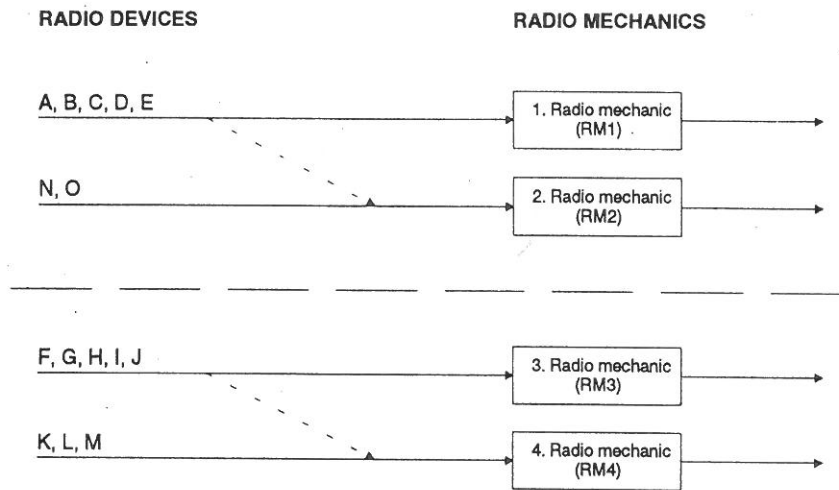 RADIO DEVICES
RADIO MECHANICS
A, B, C, D, E
1. Radio mechanic
(RM1)
N, O
2. Radio mechanic
(RM2)
F, G, H, I, J
3. Radio mechanic
(RM3)
K, L, M
4. Radio mechanic
(RM4)